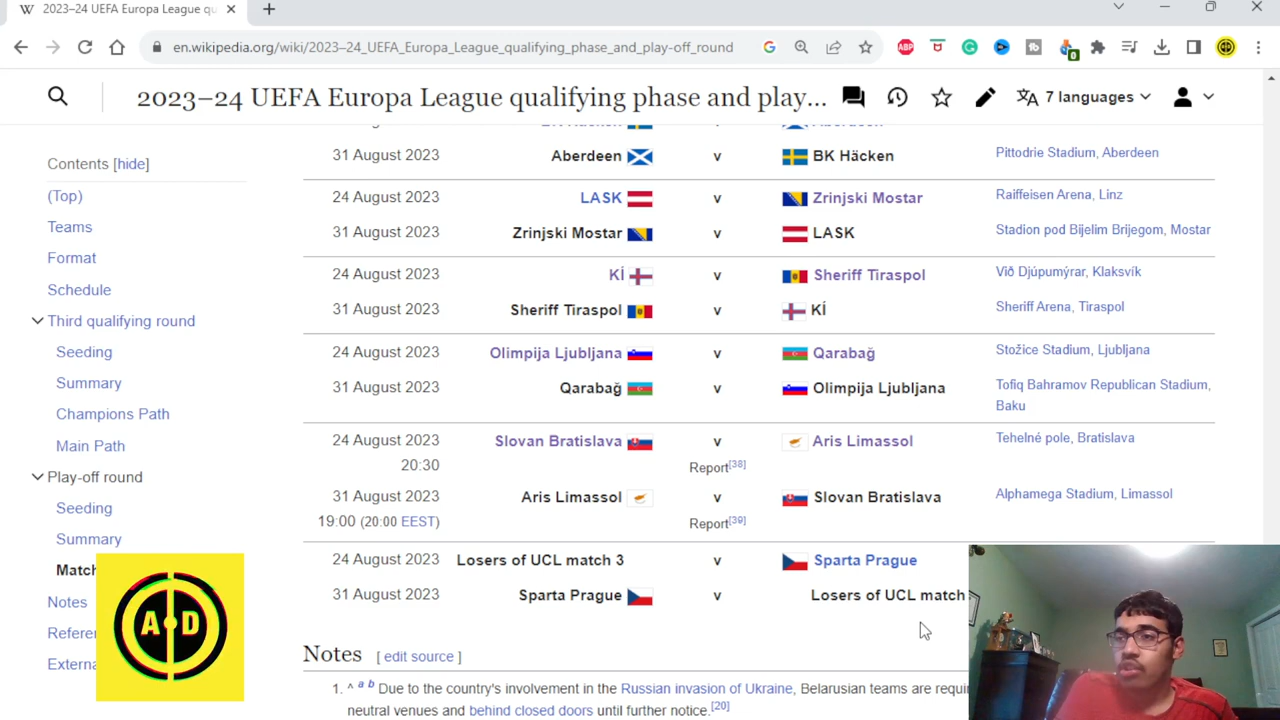 2023–24 UEFA Europa League qu
en.wikipedia.org/wiki/2023–24_UEFA_Europa_League_qualifying_phase_and_play-off_round
ABP
0
A D
2023–24 UEFA Europa League qualifying phase and play...
7 languages
Contents [hide]
(Top)
Teams
Format
Schedule
Third qualifying round
Seeding
Summary
Champions Path
Main Path
Play-off round
Seeding
Summary
Match
Notes
Refere
Externa
A D
BK Häcken Aberdeen
31 August 2023 Aberdeen v BK Häcken Pittodrie Stadium, Aberdeen
24 August 2023 LASK v Zrinjski Mostar Raiffeisen Arena, Linz
31 August 2023 Zrinjski Mostar v LASK Stadion pod Bijelim Brijegom, Mostar
24 August 2023 KÍ v Sheriff Tiraspol Við Djúpumýrar, Klaksvík
31 August 2023 Sheriff Tiraspol v KÍ Sheriff Arena, Tiraspol
24 August 2023 Olimpija Ljubljana v Qarabağ Stožice Stadium, Ljubljana
31 August 2023 Qarabağ v Olimpija Ljubljana Tofiq Bahramov Republican Stadium,
Baku
24 August 2023 Slovan Bratislava v Aris Limassol Tehelné pole, Bratislava
20:30 Report[38]
31 August 2023 Aris Limassol v Slovan Bratislava Alphamega Stadium, Limassol
19:00 (20:00 EEST) Report[39]
24 August 2023 Losers of UCL match 3 v Sparta Prague
31 August 2023 Sparta Prague v Losers of UCL match
Notes [ edit source ]
1. ^ a b Due to the country's involvement in the Russian invasion of Ukraine, Belarusian teams are requi
neutral venues and behind closed doors until further notice.[20]